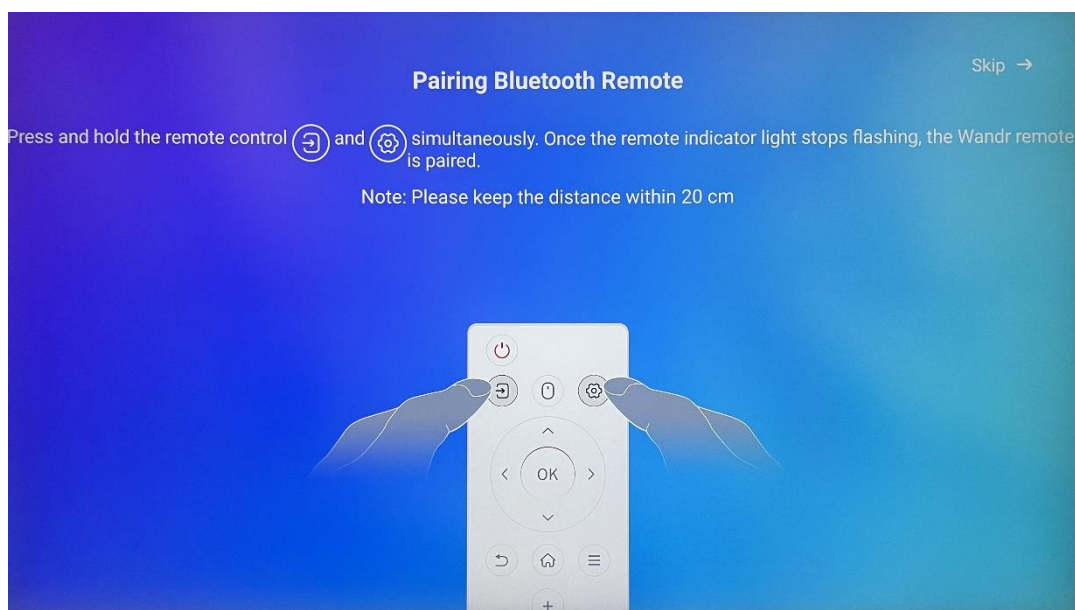 Skip →
Pairing Bluetooth Remote
Press and hold the remote control and simultaneously. Once the remote indicator light stops flashing, the Wandr remote
is paired.
Note: Please keep the distance within 20 cm
OK
+